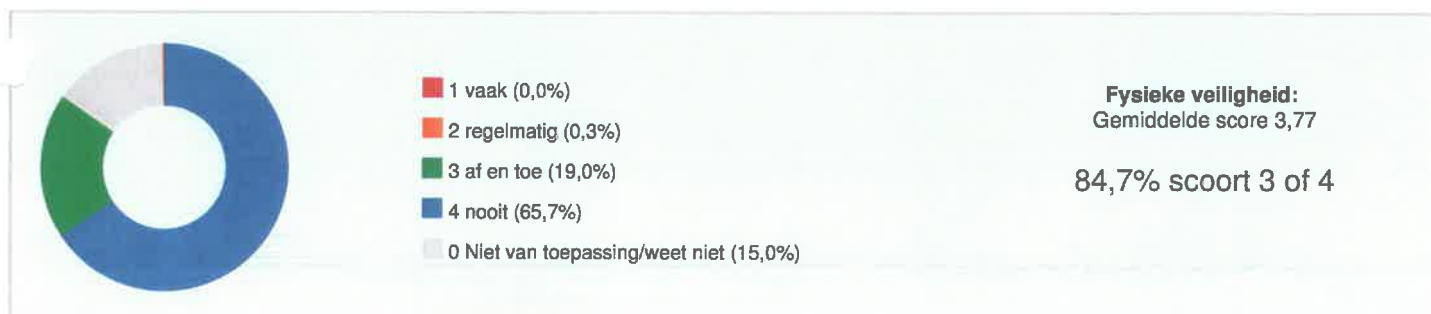 1 vaak (0,0%)
2 regelmatig (0,3%)
3 af en toe (19,0%)
4 nooit (65,7%)
0 Niet van toepassing/weet niet (15,0%)
Fysieke veiligheid:
Gemiddelde score 3,77
84,7% scoort 3 of 4